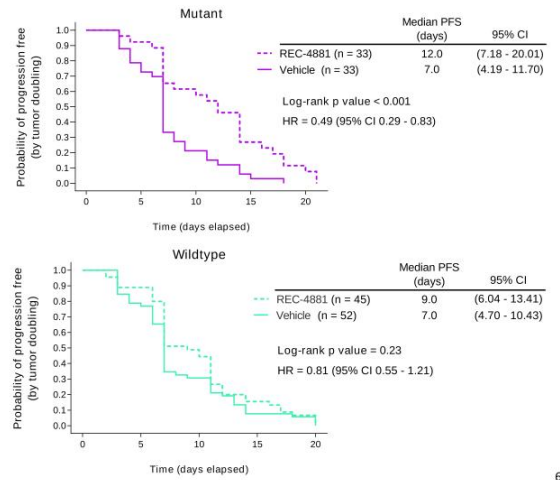 Mutant
Median PFS
(days)
95% CI
REC-4881 (n = 33) 12.0 (7.18 - 20.01)
Vehicle (n = 33) 7.0 (4.19 - 11.70)
Log-rank p value < 0.001
HR = 0.49 (95% CI 0.29 - 0.83)
Probability of progression free
(by tumor doubling)
1.0
0.9
0.8
0.7
0.6
0.5
0.4
0.3
0.2
0.1
0.0
0 5 10 15 20
Time (days elapsed)
Wildtype
Median PFS
(days)
95% CI
REC-4881 (n = 45) 9.0 (6.04 - 13.41)
Vehicle (n = 52) 7.0 (4.70 - 10.43)
Log-rank p value = 0.23
HR = 0.81 (95% CI 0.55 - 1.21)
Probability of progression free
(by tumor doubling)
1.0
0.9
0.8
0.7
0.6
0.5
0.4
0.3
0.2
0.1
0.0
0 5 10 15 20
Time (days elapsed)